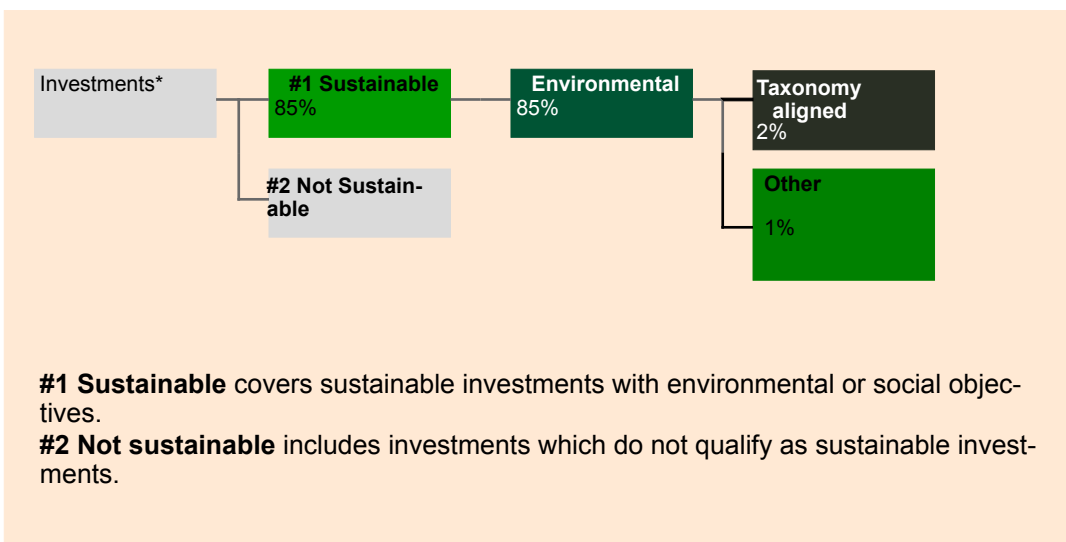 Investments*
#1 Sustainable
85%
Environmental
85%
Taxonomy
aligned
2%
#2 Not Sustain-
able
Other
1%
#1 Sustainable covers sustainable investments with environmental or social objec-
tives.
#2 Not sustainable includes investments which do not qualify as sustainable invest-
ments.